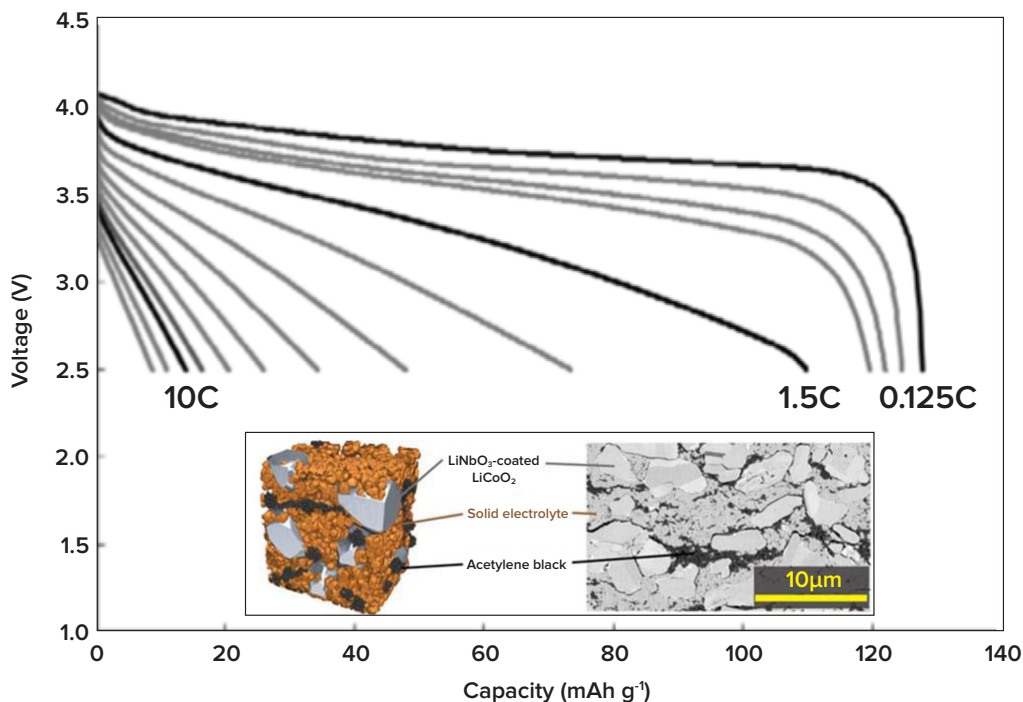 4.5
4.0
3.5
3.0
2.5
2.0
1.5
1.0
Voltage (V)
10C
1.5C
0.125C
LiNbO₃-coated
LiCoO₂
Solid electrolyte
Acetylene black
10μm
0
20
40
60
80
100
120
140
Capacity (mAh g⁻¹)